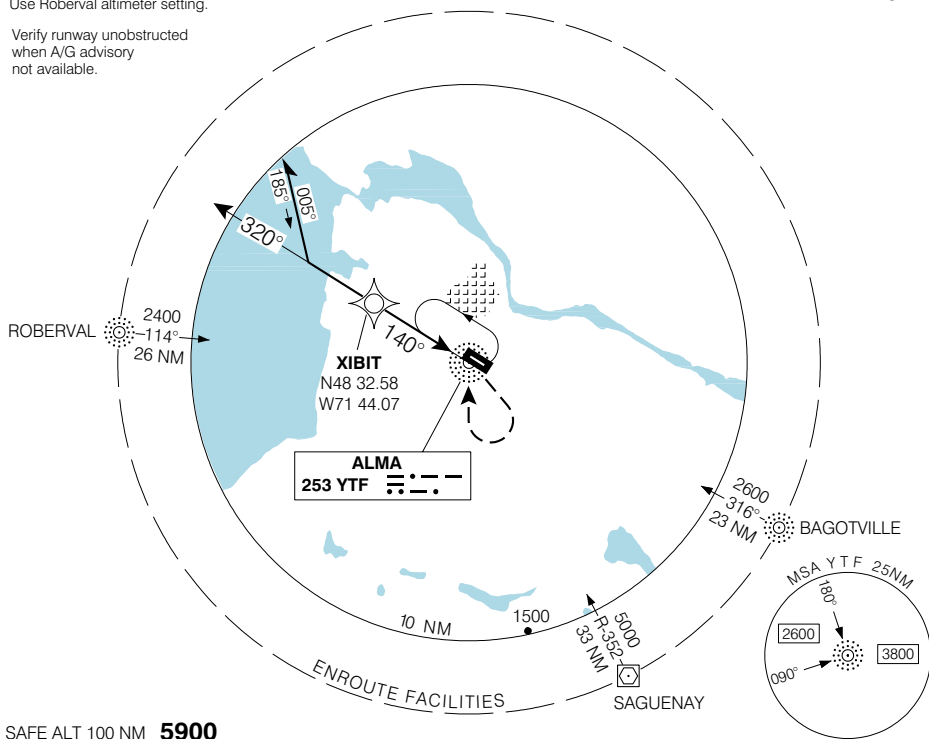 Use Roberval altimeter setting.
Verify runway unobstructed
when A/G advisory
not available.
185°
005°
320°
ROBERVAL
2400
114°
26 NM
140°
XIBIT
N48 32.58
W71 44.07
ALMA
253 YTF
2600
316°
23 NM
BAGOTVILLE
MSA YTF 25NM
180°
2600
3800
090°
10 NM
1500
5000
R-352
33 NM
ENROUTE FACILITIES
SAGUENAY
SAFE ALT 100 NM 5900